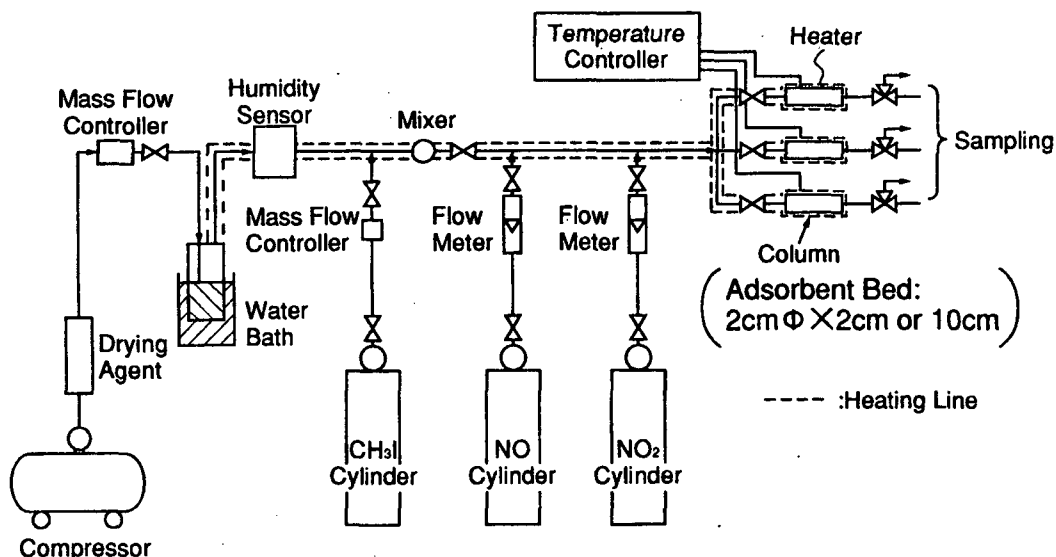 Temperature
Controller
Heater
Mass Flow
Controller
Humidity
Sensor
Mixer
Sampling
Mass Flow
Controller
Flow
Meter
Flow
Meter
Column
(Adsorbent Bed:
2cmΦ×2cm or 10cm)
Water
Bath
Drying
Agent
-----:Heating Line
CH₃I
Cylinder
NO
Cylinder
NO₂
Cylinder
Compressor